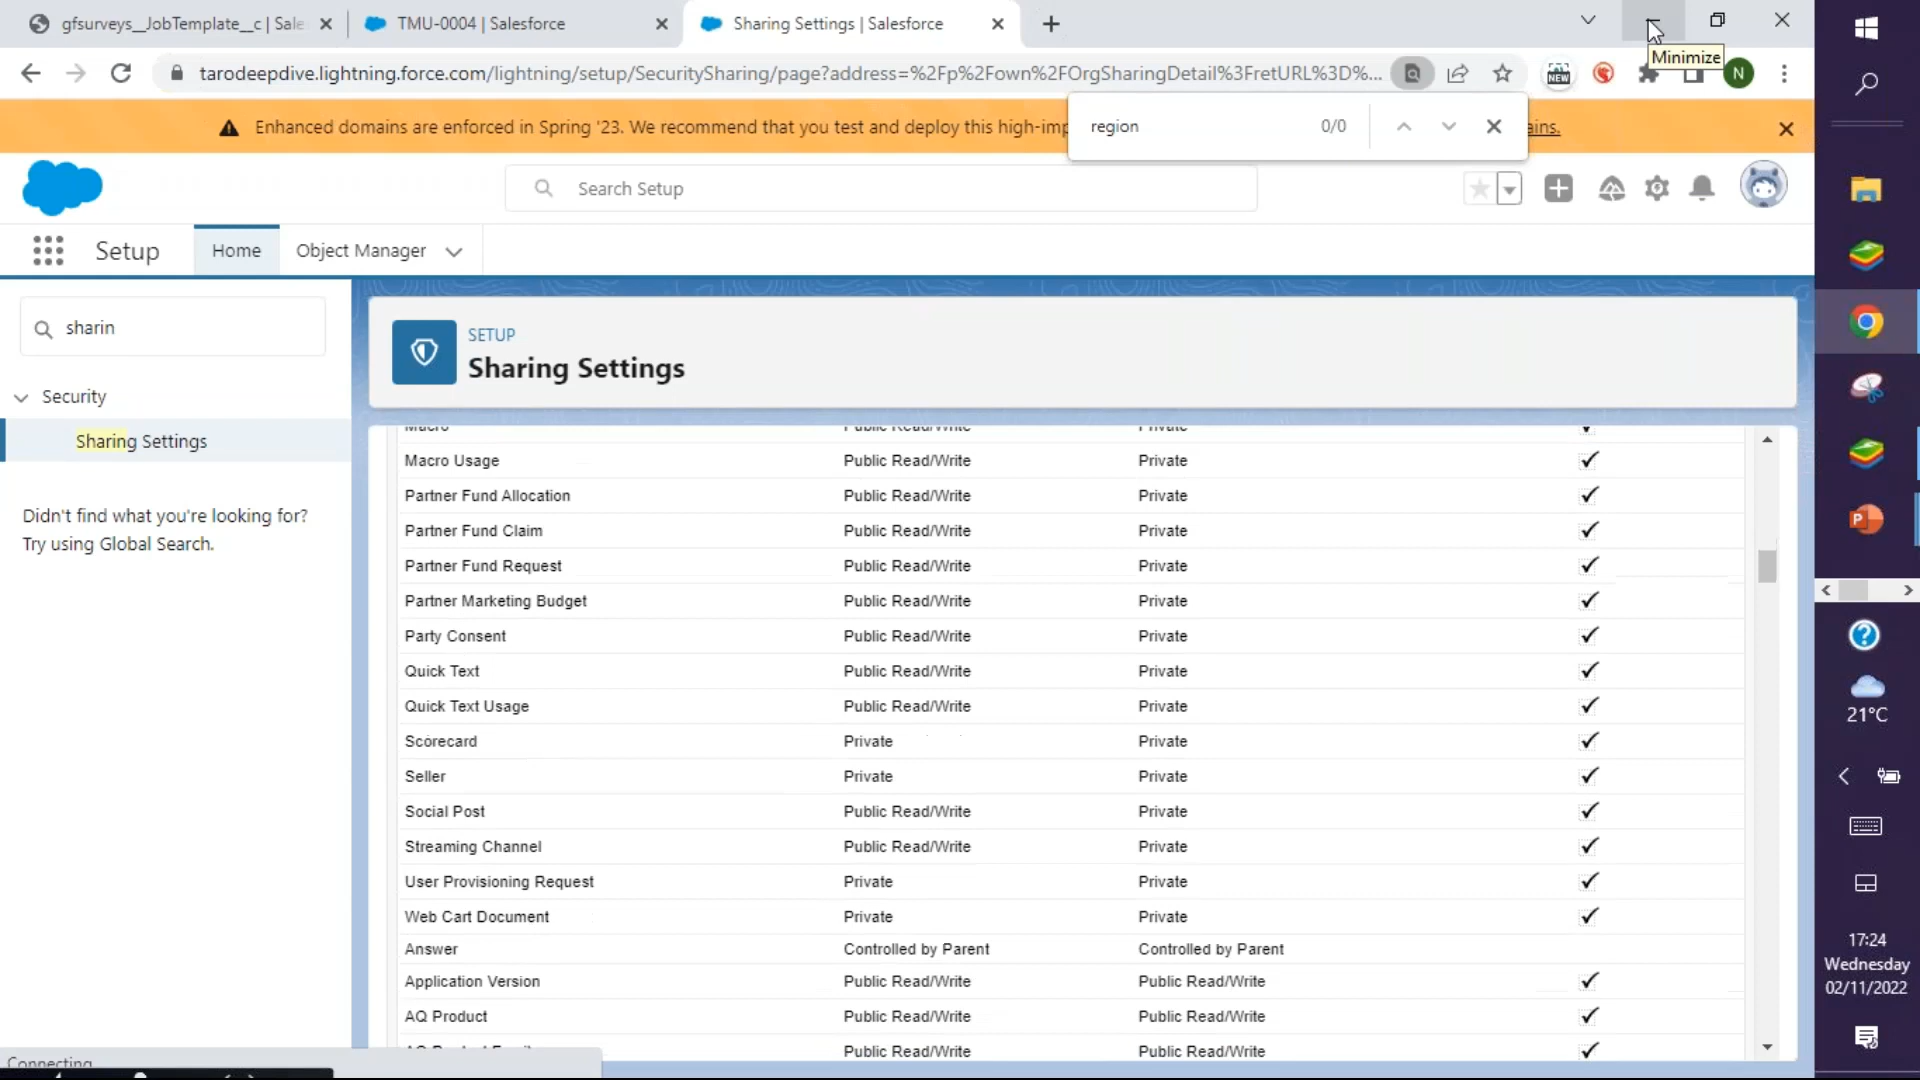 gfsurveys__JobTemplate__c | Sale
TMU-0004 | Salesforce
Sharing Settings | Salesforce
Minimize
tarodeepdive.lightning.force.com/lightning/setup/SecuritySharing/page?address=%2Fp%2Fown%2FOrgSharingDetail%3FretURL%3D%...
NEW
N
Enhanced domains are enforced in Spring '23. We recommend that you test and deploy this high-imp
ains.
region 0/0
Search Setup
Setup Home Object Manager
sharin
Security
Sharing Settings
Didn't find what you're looking for?
Try using Global Search.
SETUP
Sharing Settings
Macro Public Read/Write Private
Macro Usage Public Read/Write Private
Partner Fund Allocation Public Read/Write Private
Partner Fund Claim Public Read/Write Private
Partner Fund Request Public Read/Write Private
Partner Marketing Budget Public Read/Write Private
Party Consent Public Read/Write Private
Quick Text Public Read/Write Private
Quick Text Usage Public Read/Write Private
Scorecard Private Private
Seller Private Private
Social Post Public Read/Write Private
Streaming Channel Public Read/Write Private
User Provisioning Request Private Private
Web Cart Document Private Private
Answer Controlled by Parent Controlled by Parent
Application Version Public Read/Write Public Read/Write
AQ Product Public Read/Write Public Read/Write
Public Read/Write Public Read/Write
Connecting
21°C
17:24
Wednesday
02/11/2022